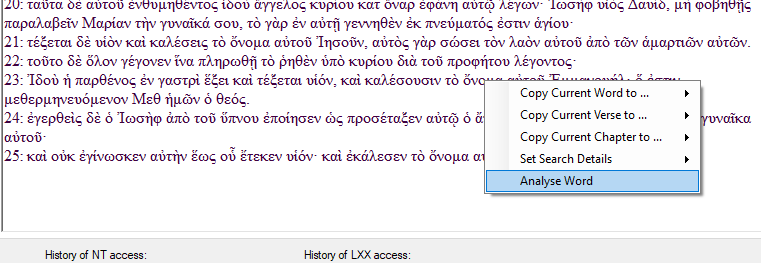 20: ταῦτα δὲ αὐτοῦ ἐνθυμηθέντος ἰδοὺ ἄγγελος κυρίου κατ᾽ ὄναρ ἐφάνη αὐτῷ λέγων· Ἰωσὴφ υἱὸς Δαυίδ, μὴ φοβηθῇς
παραλαβεῖν Μαρίαν τὴν γυναῖκά σου, τὸ γὰρ ἐν αὐτῇ γεννηθὲν ἐκ πνεύματός ἐστιν ἁγίου·
21: τέξεται δὲ υἱὸν καὶ καλέσεις τὸ ὄνομα αὐτοῦ Ἰησοῦν, αὐτὸς γὰρ σώσει τὸν λαὸν αὐτοῦ ἀπὸ τῶν ἁμαρτιῶν αὐτῶν.
22: τοῦτο δὲ ὅλον γέγονεν ἵνα πληρωθῇ τὸ ῥηθὲν ὑπὸ κυρίου διὰ τοῦ προφήτου λέγοντος·
23: Ἰδοὺ ἡ παρθένος ἐν γαστρὶ ἕξει καὶ τέξεται υἱόν, καὶ καλέσουσιν τὸ ὄνομα αὐτοῦ Ἐμμανουήλ· ὅ ἐστιν
μεθερμηνευόμενον Μεθ ἡμῶν ὁ θεός.
24: ἐγερθεὶς δὲ ὁ Ἰωσὴφ ἀπὸ τοῦ ὕπνου ἐποίησεν ὡς προσέταξεν αὐτῷ ὁ γυναῖκα
αὐτοῦ·
25: καὶ οὐκ ἐγίνωσκεν αὐτὴν ἕως οὗ ἔτεκεν υἱόν· καὶ ἐκάλεσεν τὸ ὄνομα
Copy Current Word to ...
Copy Current Verse to ...
Copy Current Chapter to ...
Set Search Details
Analyse Word
History of NT access: History of LXX access: